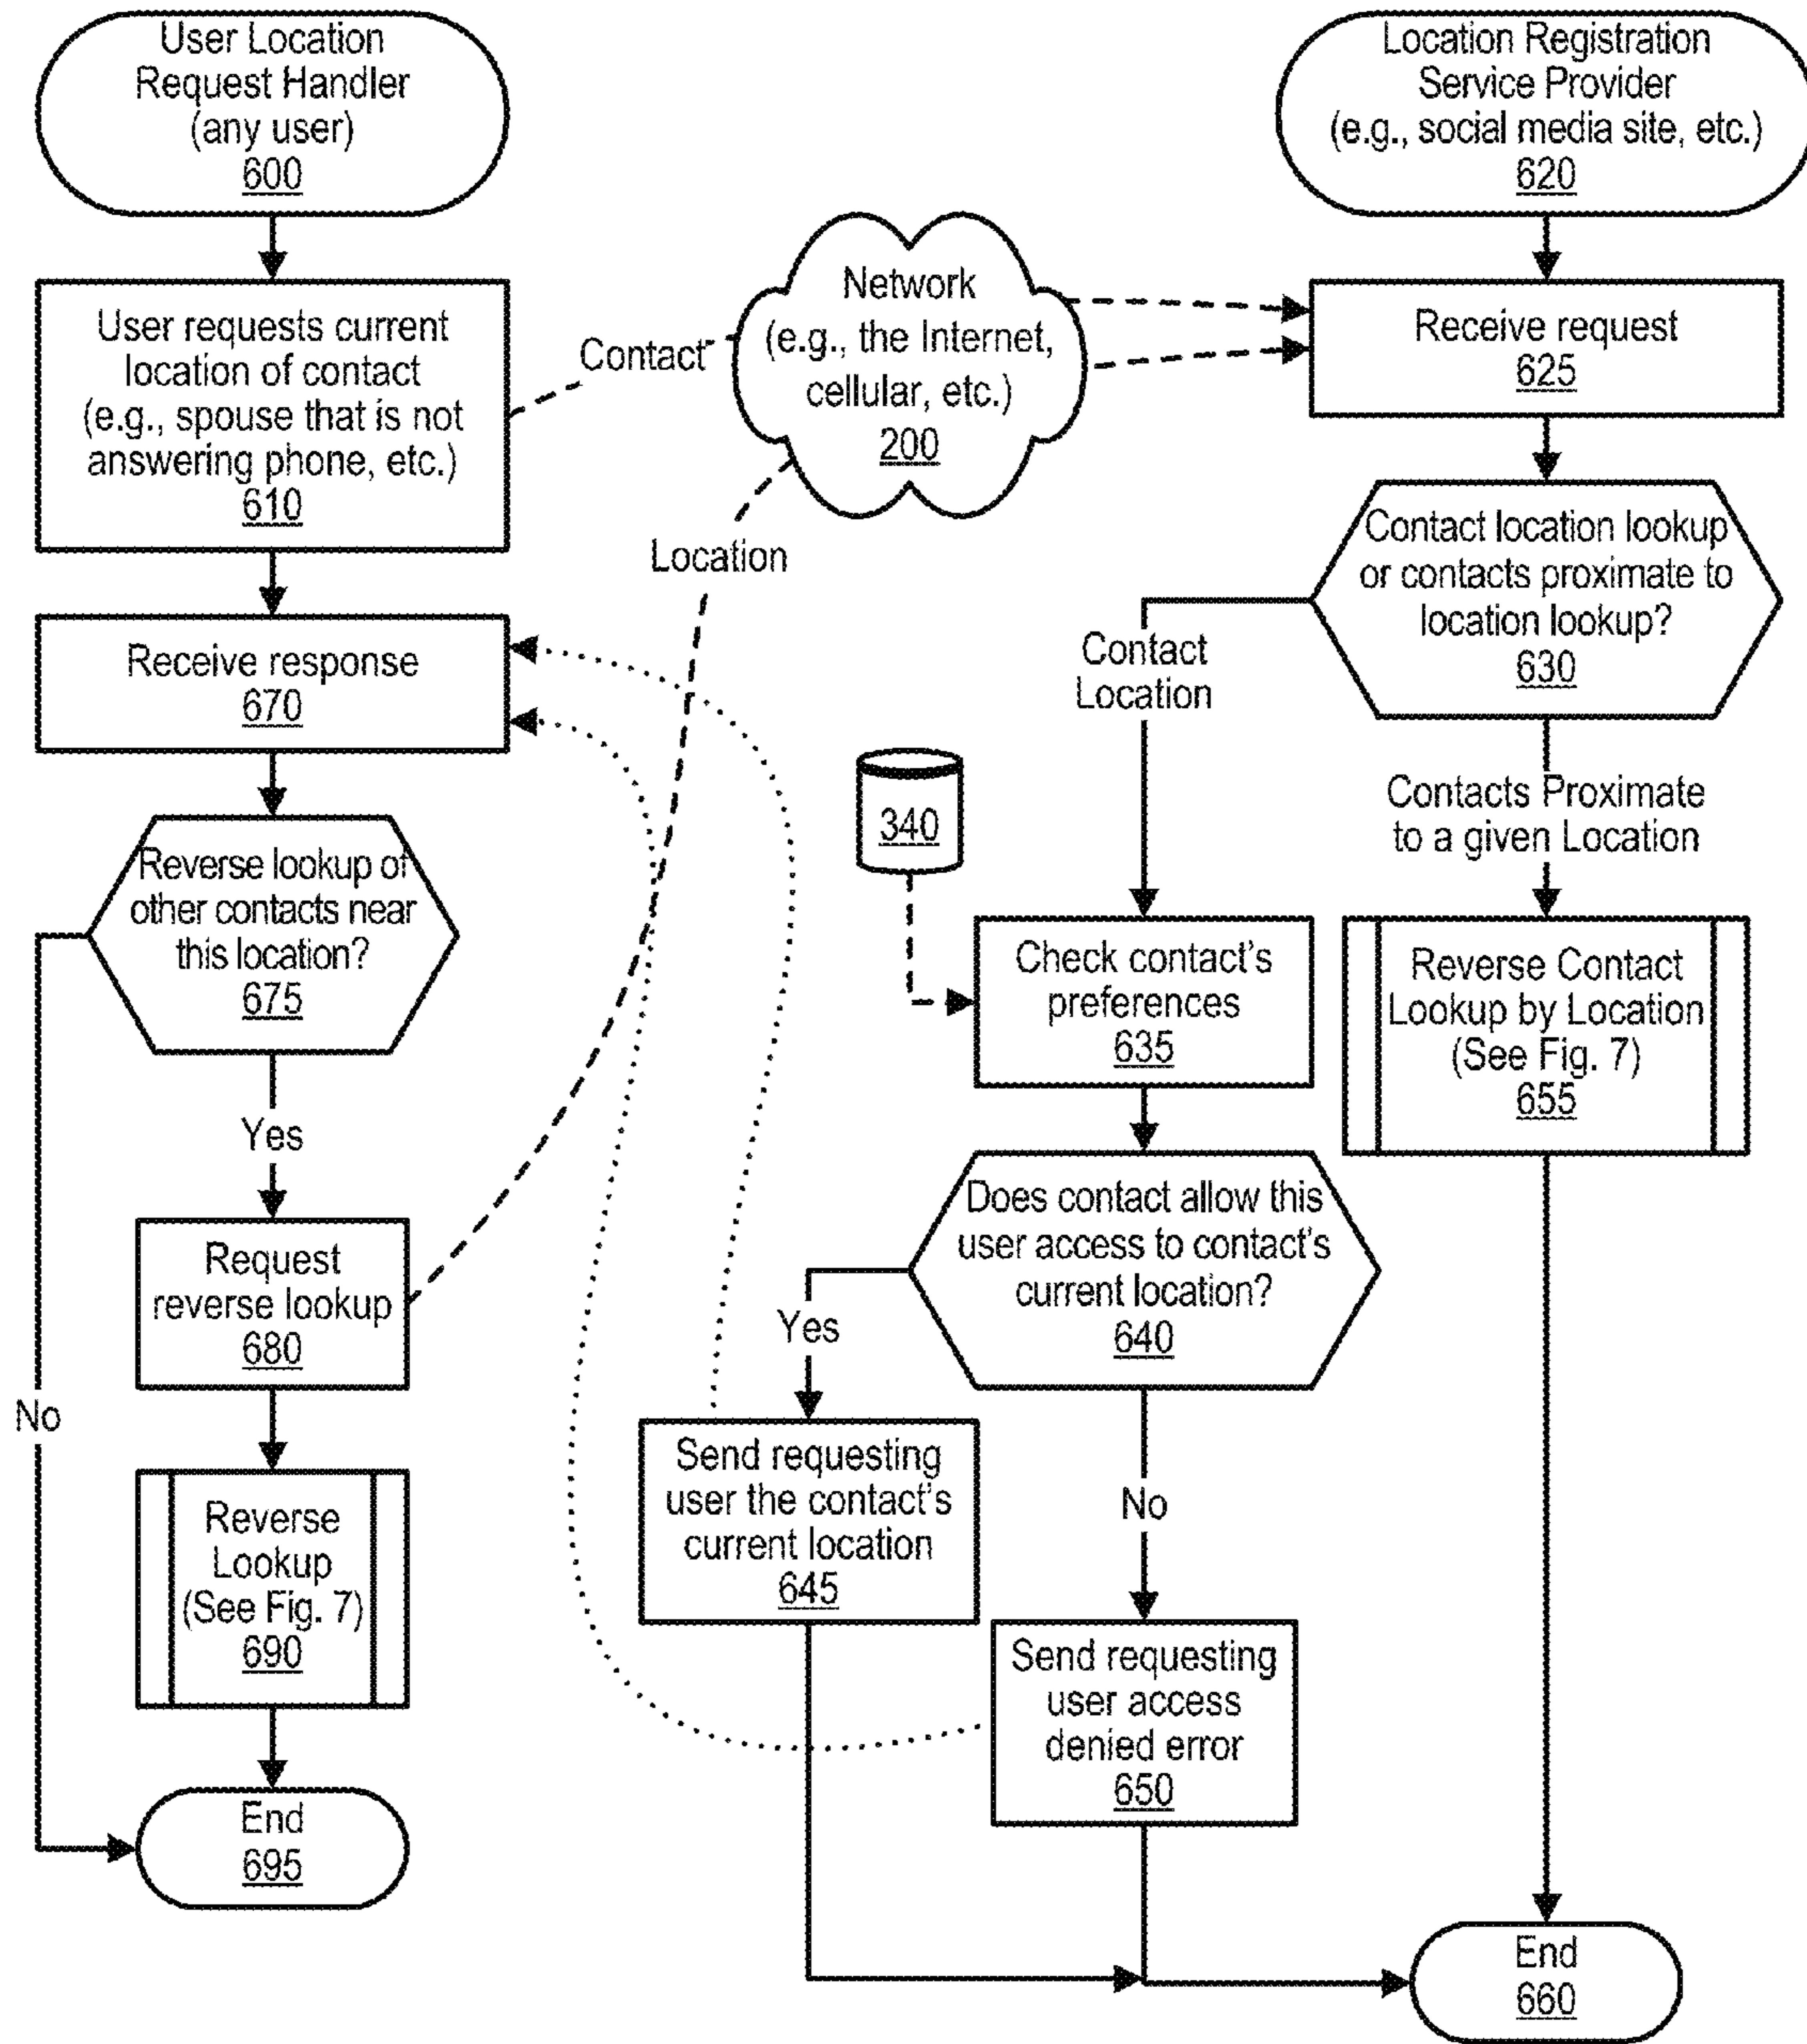 User Location
Request Handler
(any user)
600
User requests current
location of contact
(e.g., spouse that is not
answering phone, etc.)
610
Receive response
670
Reverse lookup of
other contacts near
this location?
675
Yes
No
Request
reverse lookup
680
Reverse
Lookup
(See Fig. 7)
690
End
695
Contact
Location
Network
(e.g., the Internet,
cellular, etc.)
200
Location Registration
Service Provider
(e.g., social media site, etc.)
620
Receive request
625
Contact location lookup
or contacts proximate to
location lookup?
630
Contact
Location
Contacts Proximate
to a given Location
340
Check contact's
preferences
635
Reverse Contact
Lookup by Location
(See Fig. 7)
655
Does contact allow this
user access to contact's
current location?
640
Yes
No
Send requesting
user the contact's
current location
645
Send requesting
user access
denied error
650
End
660